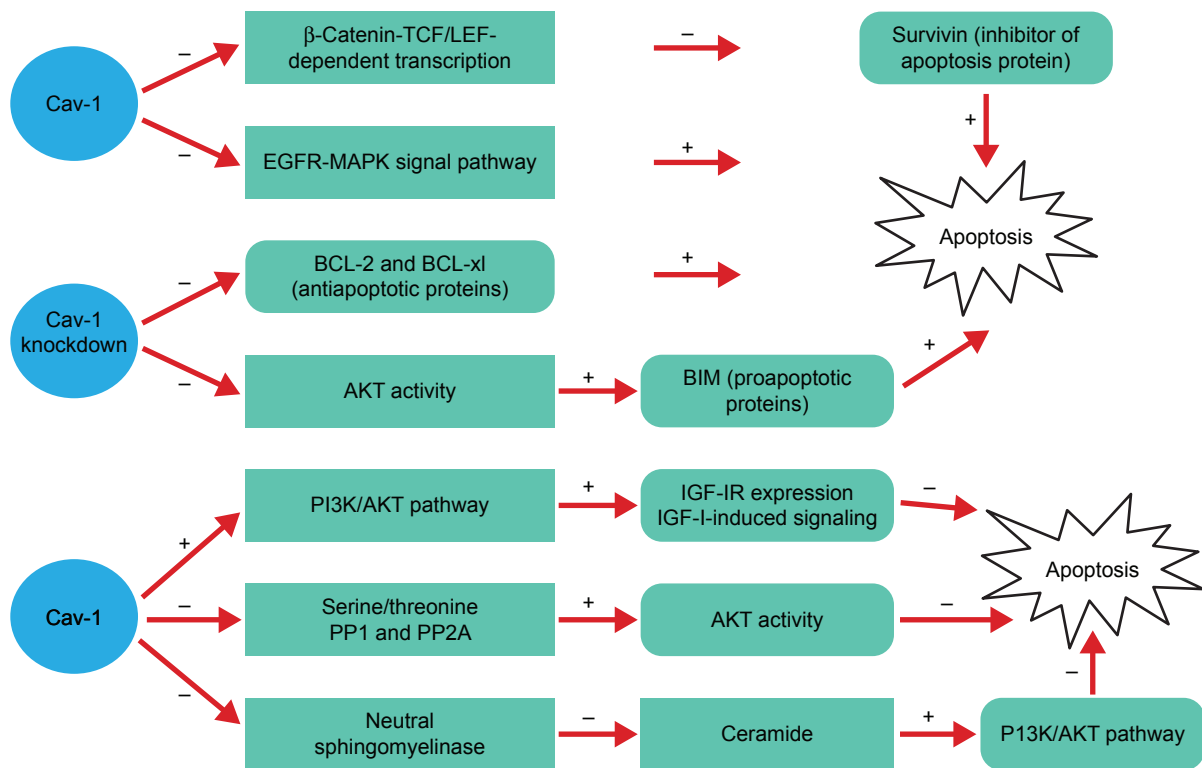 β-Catenin-TCF/LEF-
dependent transcription
–
–
Survivin (inhibitor of
apoptosis protein)
Cav-1
+
–
EGFR-MAPK signal pathway
+
Apoptosis
BCL-2 and BCL-xl
(antiapoptotic proteins)
–
+
Cav-1
knockdown
–
AKT activity
+
BIM (proapoptotic
proteins)
+
PI3K/AKT pathway
+
IGF-IR expression
IGF-I-induced signaling
–
+
Apoptosis
Cav-1
–
Serine/threonine
PP1 and PP2A
+
AKT activity
–
–
–
Neutral
sphingomyelinase
–
Ceramide
+
P13K/AKT pathway